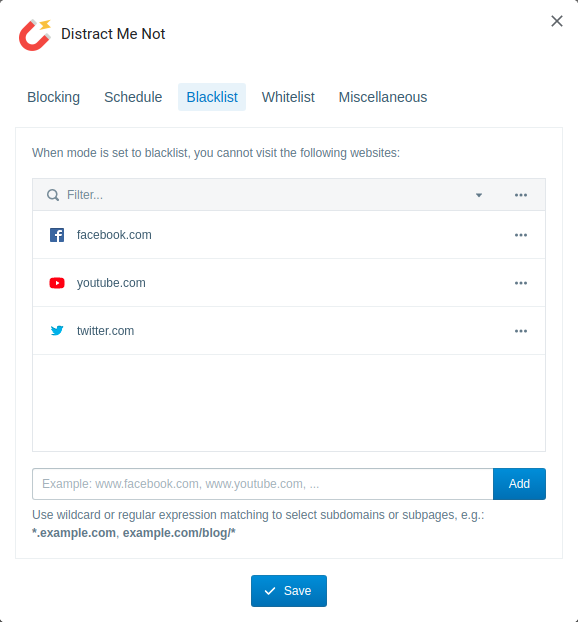 Distract Me Not
Blocking Schedule Blacklist Whitelist Miscellaneous
When mode is set to blacklist, you cannot visit the following websites:
Filter...
facebook.com
youtube.com
twitter.com
Example: www.facebook.com, www.youtube.com, ...
Add
Use wildcard or regular expression matching to select subdomains or subpages, e.g.:
*.example.com, example.com/blog/*
Save